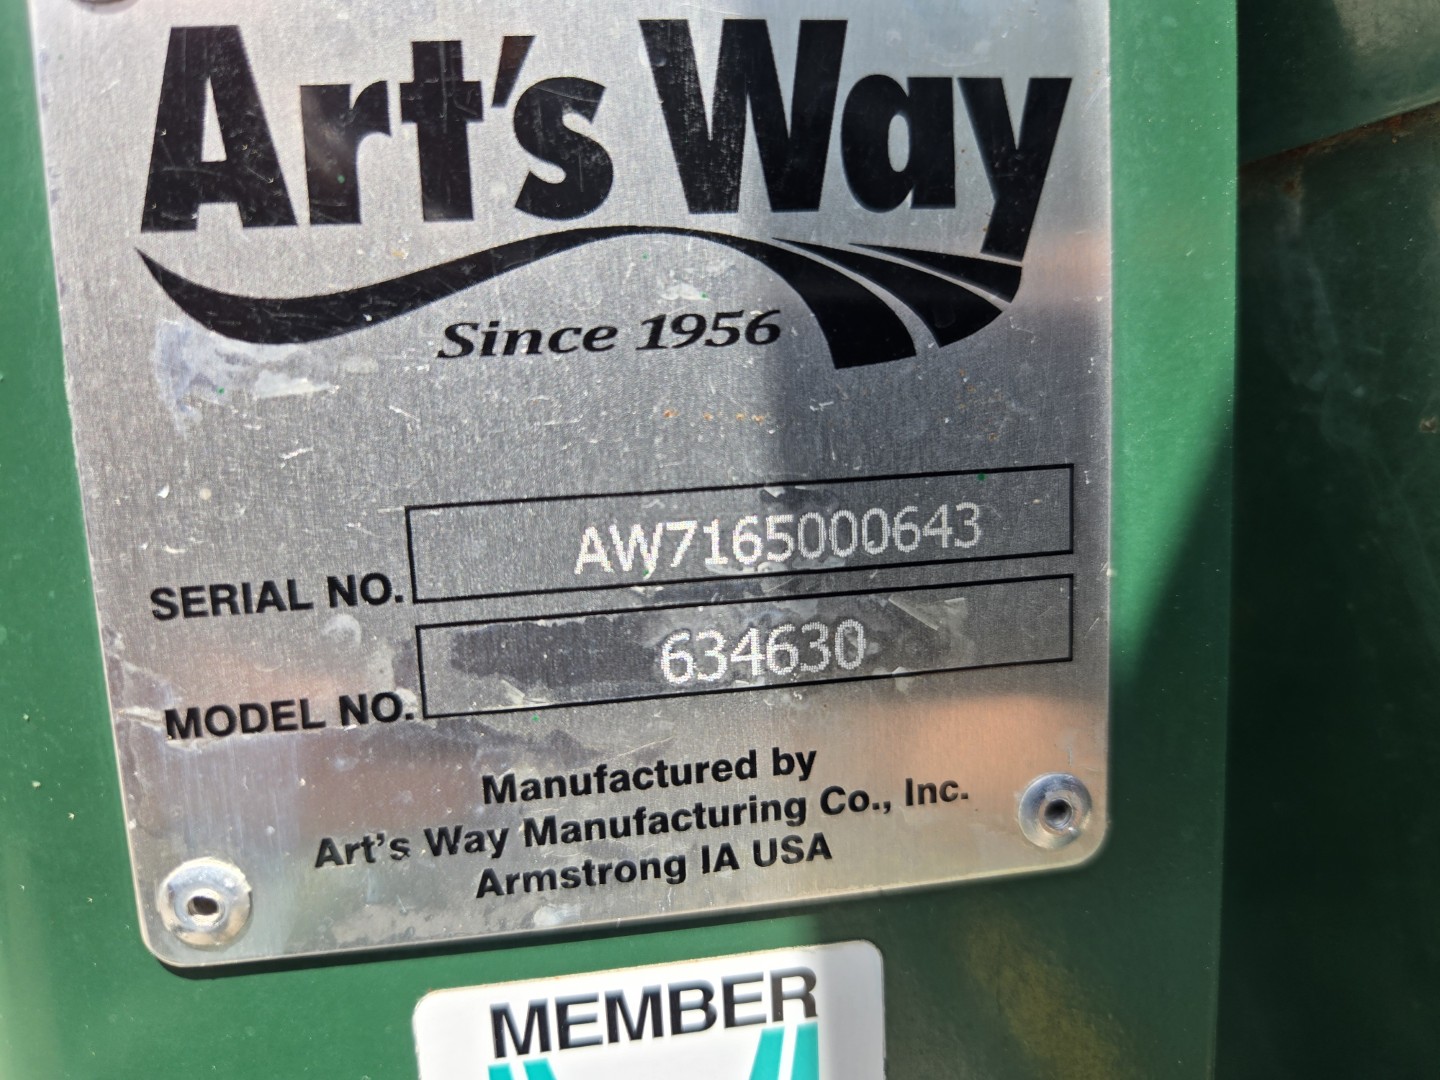 Art's Way
Since 1956
SERIAL NO. AW7165000643
MODEL NO. 634630
Manufactured by
Art's Way Manufacturing Co., Inc.
Armstrong IA USA
MEMBER